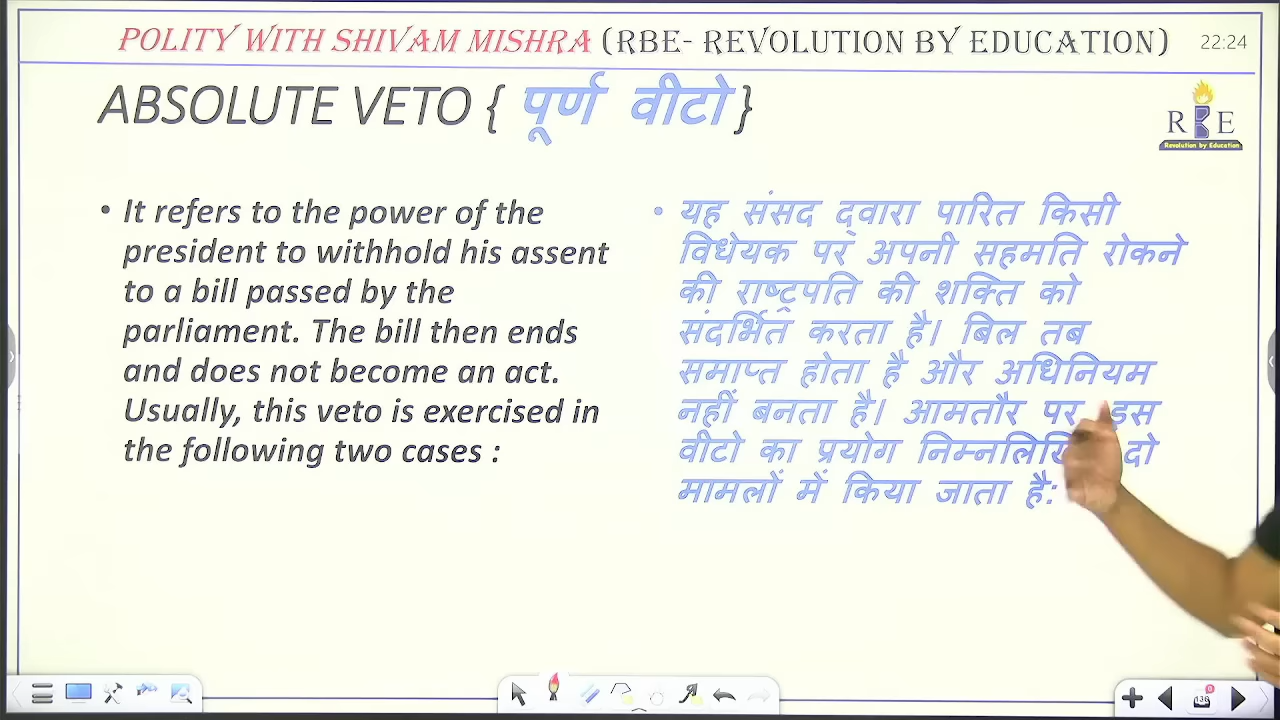 POLITY WITH SHIVAM MISHRA (RBE- REVOLUTION BY EDUCATION)
22:24
ABSOLUTE VETO { पूर्ण वीटो }
R B E
Revolution by Education
• It refers to the power of the
president to withhold his assent
to a bill passed by the
parliament. The bill then ends
and does not become an act.
Usually, this veto is exercised in
the following two cases :
• यह संसद द्वारा पारित किसी
विधेयक पर अपनी सहमति रोकने
की राष्ट्रपति की शक्ति को
संदर्भित करता है। बिल तब
समाप्त होता है और अधिनियम
नहीं बनता है। आमतौर पर इस
वीटो का प्रयोग दो
मामलों में किया जाता है: